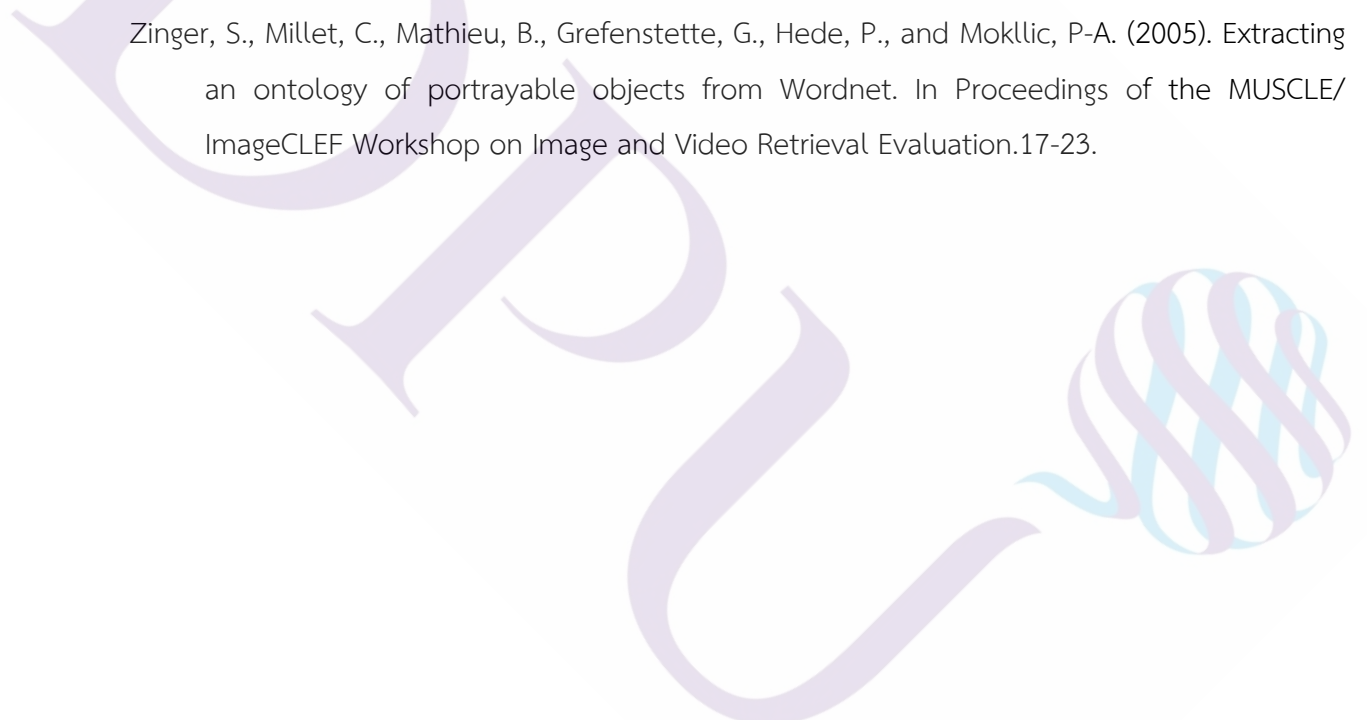 Zinger, S., Millet, C., Mathieu, B., Grefenstette, G., Hede, P., and Mokllic, P-A. (2005). Extracting
an ontology of portrayable objects from Wordnet. In Proceedings of the MUSCLE/
ImageCLEF Workshop on Image and Video Retrieval Evaluation.17-23.
DPU